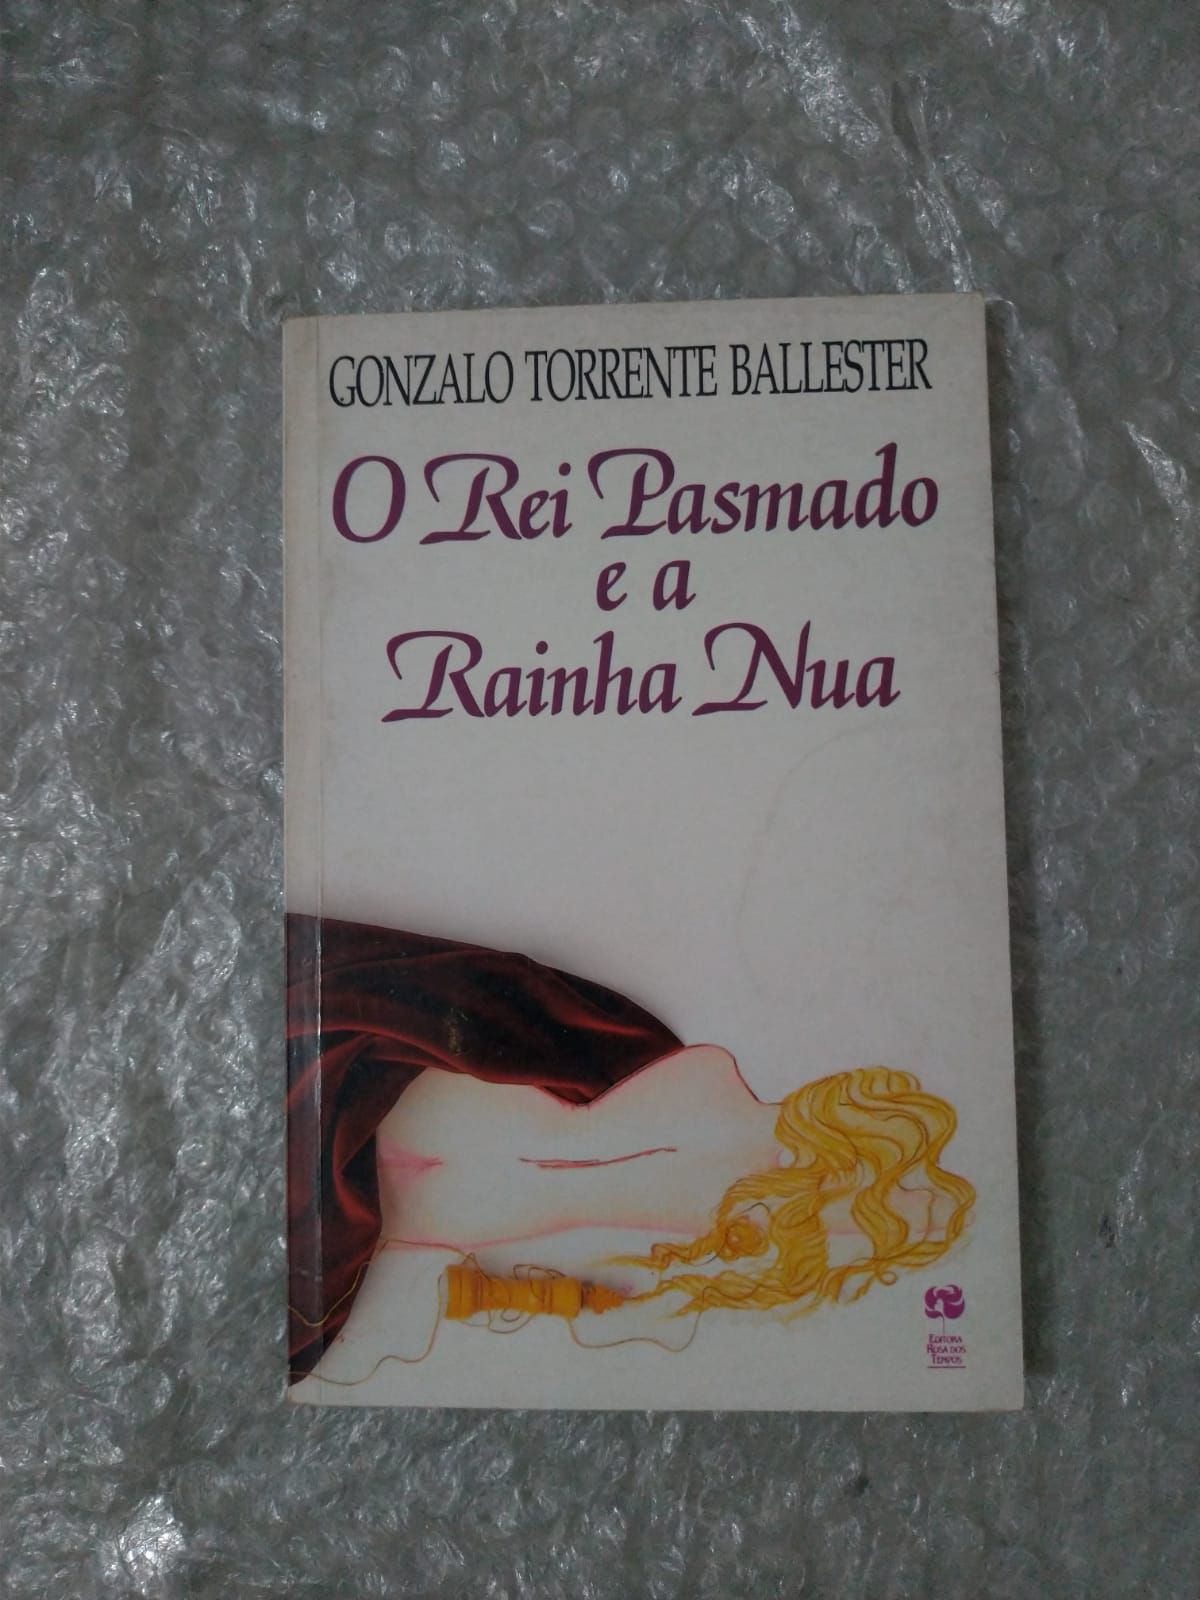 GONZALO TORRENTE BALLESTER
O Rei Pasmado
e a
Rainha Nua
EDITORA
ROSA DOS
TEMPOS